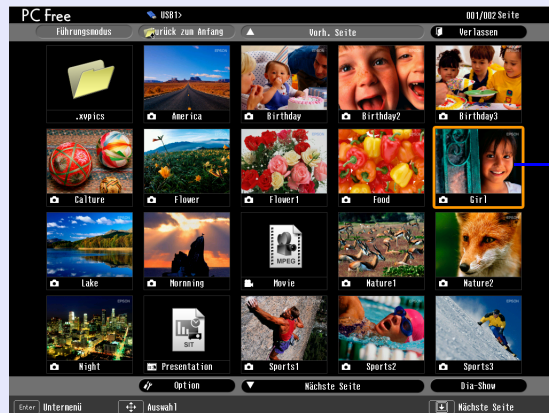 PC Free USB1> 001/002 Seite
Führungsmodus Zurück zum Anfang Vorh. Seite Verlassen
.xvpics America Birthday Birthday2 Birthday3
Calture Flower Flower1 Food Girl
MPEG
Lake Mornning Movie Nature1 Nature2
SIT
Night Presentation Sports1 Sports2 Sports3
Option Nächste Seite Dia-Show
Enter Untermenü Auswahl Nächste Seite